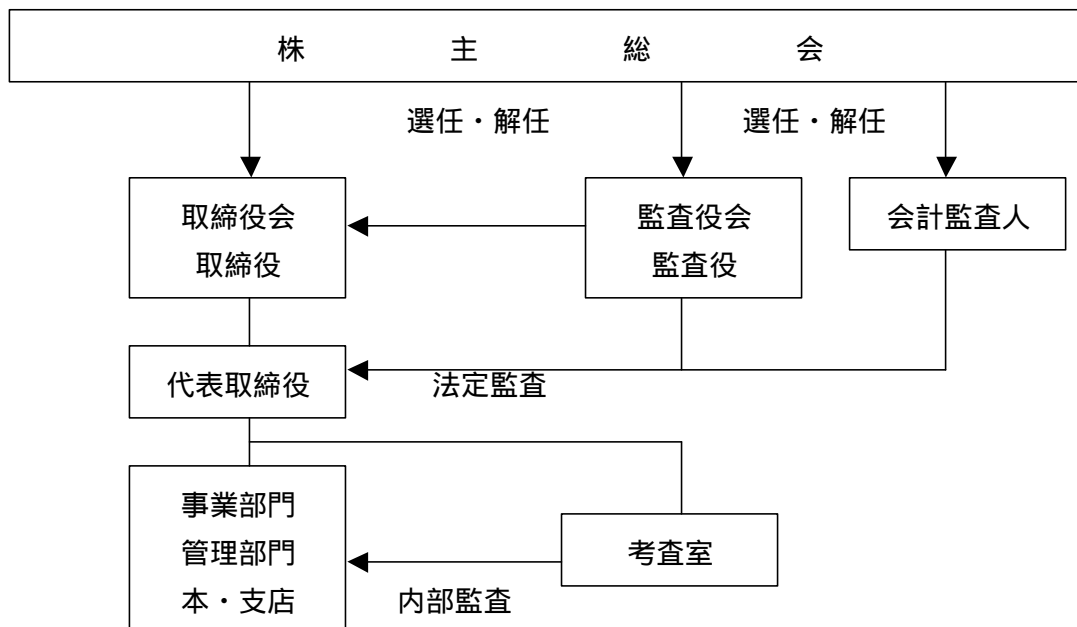 株主総会
選任・解任
選任・解任
取締役会
取締役
監査役会
監査役
会計監査人
代表取締役
法定監査
事業部門
管理部門
本・支店
考査室
内部監査